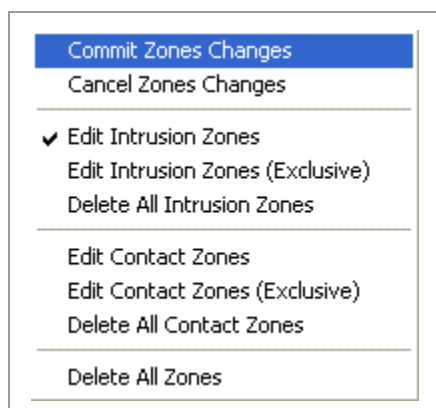 Commit Zones Changes
Cancel Zones Changes
Edit Intrusion Zones
Edit Intrusion Zones (Exclusive)
Delete All Intrusion Zones
Edit Contact Zones
Edit Contact Zones (Exclusive)
Delete All Contact Zones
Delete All Zones